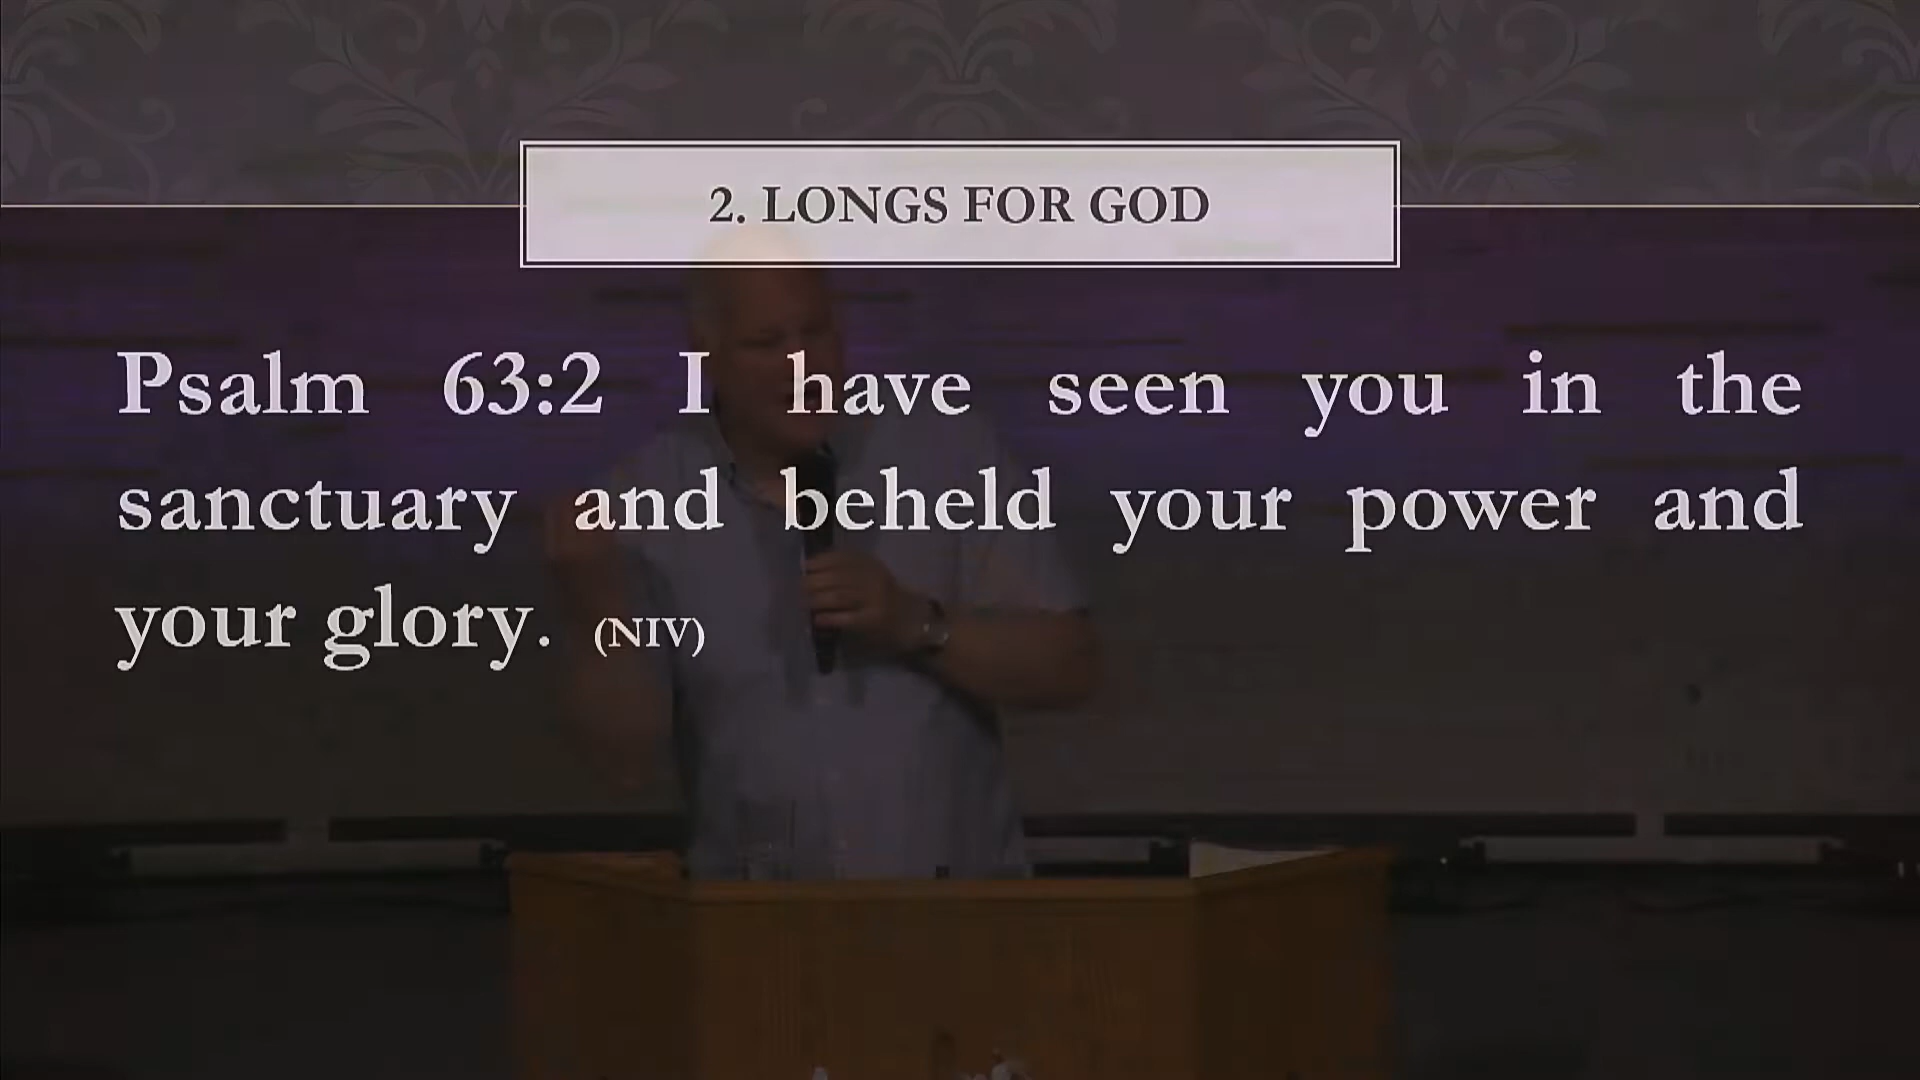 2. LONGS FOR GOD
Psalm 63:2 I have seen you in the
sanctuary and beheld your power and
your glory. (NIV)